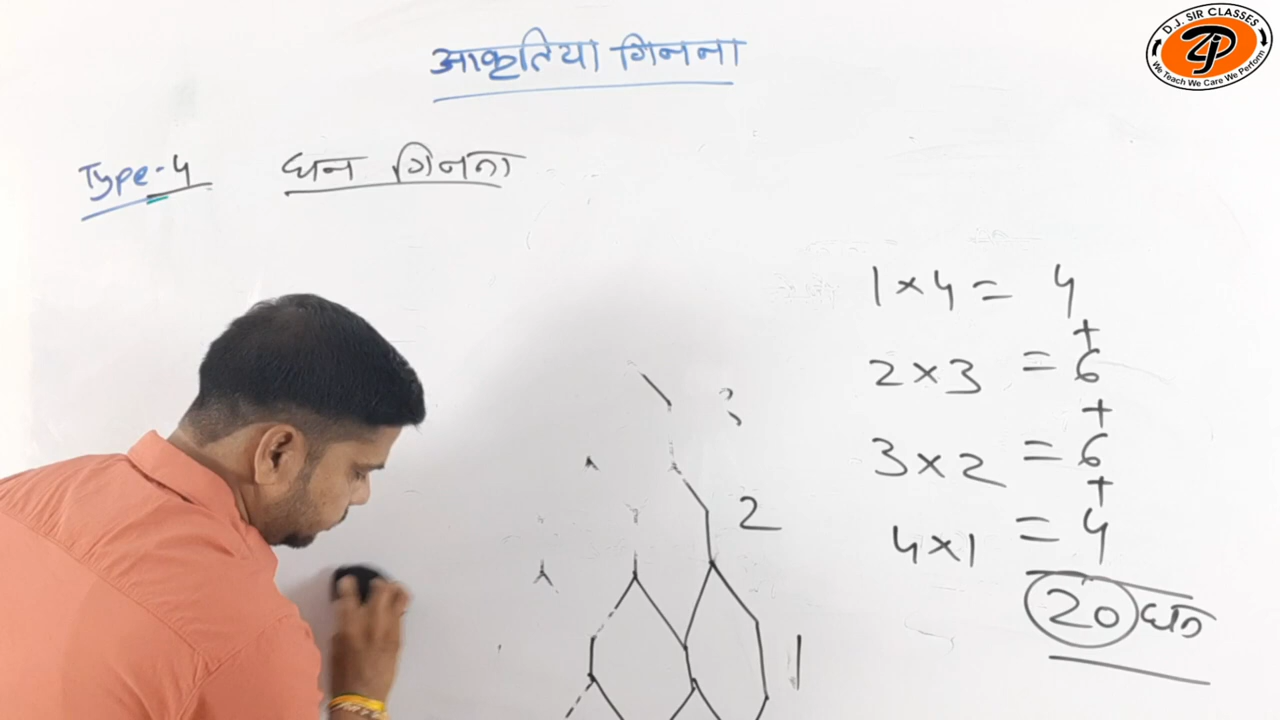 D.J. SIR CLASSES
We Teach We Care We Perform
आकृतिया गिनना
Type-4 घन गिनना
1×4 = 4
+
2×3 = 6
+
3×2 = 6
+
4×1 = 4
20 घन
2
1